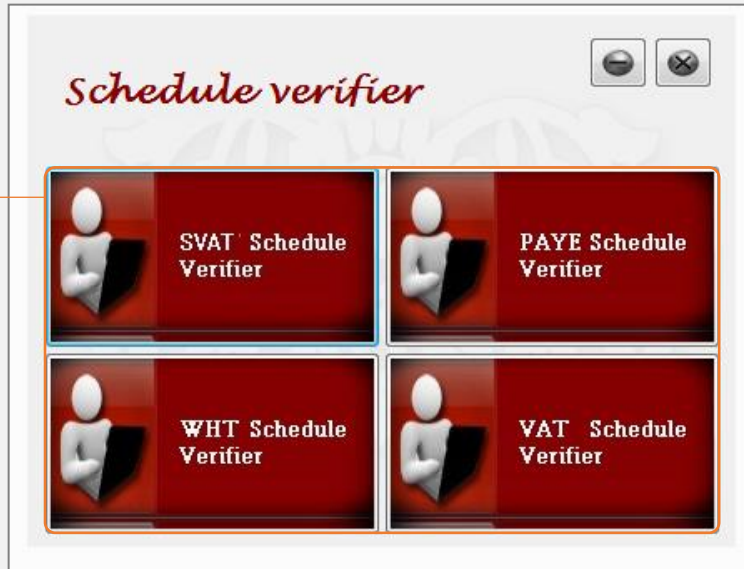 Schedule verifier
SVAT Schedule
Verifier
PAYE Schedule
Verifier
WHT Schedule
Verifier
VAT Schedule
Verifier